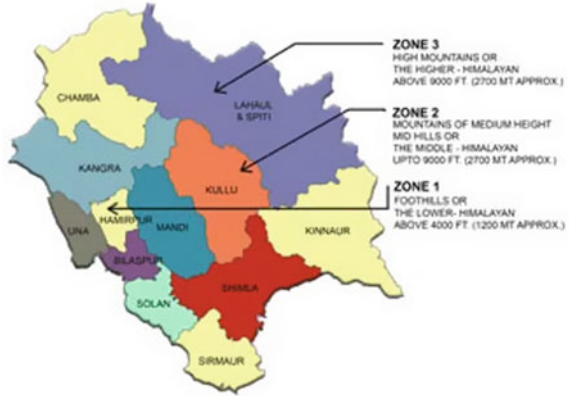 ZONE 3
HIGH MOUNTAINS OR
THE HIGHER - HIMALAYAN
ABOVE 9000 FT. (2700 MT APPROX.)
CHAMBA
LAHAUL
& SPITI
ZONE 2
MOUNTAINS OF MEDIUM HEIGHT
MID HILLS OR
THE MIDDLE - HIMALAYAN
UPTO 9000 FT. (2700 MT APPROX.)
KANGRA
KULLU
ZONE 1
FOOTHILLS OR
THE LOWER- HIMALAYAN
ABOVE 4000 FT. (1200 MT APPROX.)
HAMIRPUR
UNA
MANDI
KINNAUR
BILASPUR
SHIMLA
SOLAN
SIRMAUR